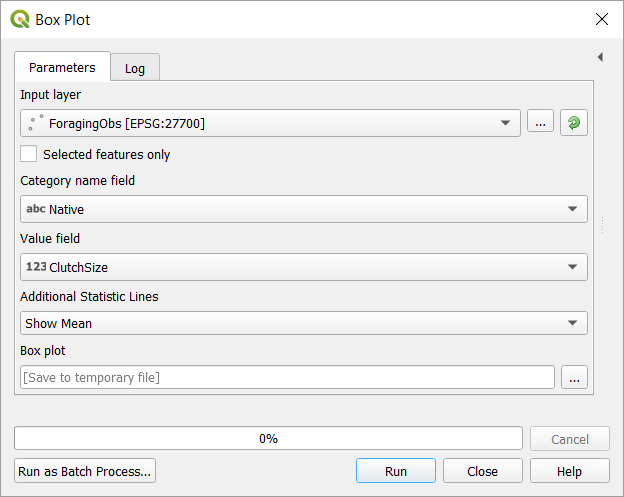 Box Plot
Parameters
Log
Input layer
ForagingObs [EPSG:27700]
...
Selected features only
Category name field
abc Native
Value field
123 ClutchSize
Additional Statistic Lines
Show Mean
Box plot
[Save to temporary file]
...
0%
Cancel
Run as Batch Process...
Run
Close
Help